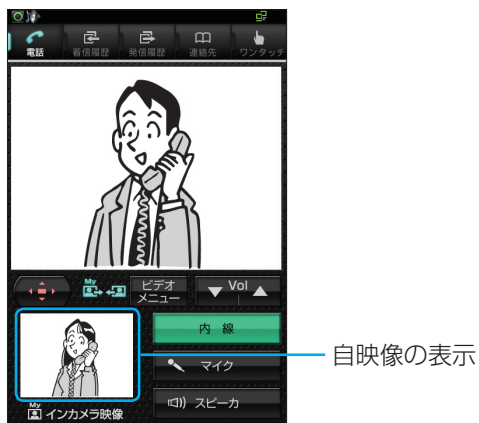 電話
着信履歴
発信履歴
連絡先
ワンタッチ
My
ビデオ
メニュー
Vol
内線
マイク
自映像の表示
スピーカ
My
インカメラ映像